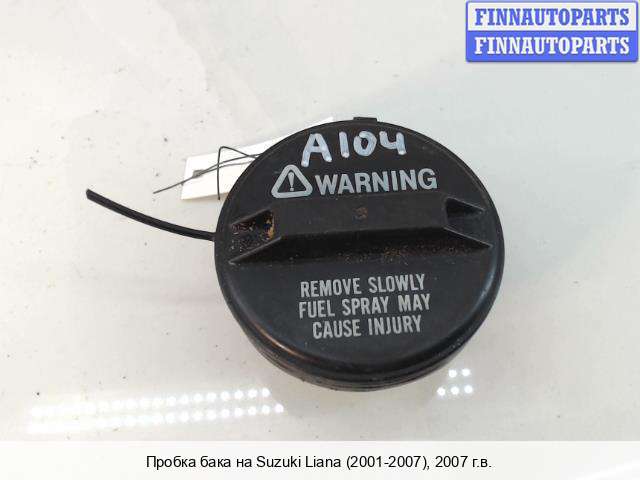 FINNAUTOPARTS
FINNAUTOPARTS
A104
WARNING
REMOVE SLOWLY
FUEL SPRAY MAY
CAUSE INJURY
Пробка бака на Suzuki Liana (2001-2007), 2007 г.в.